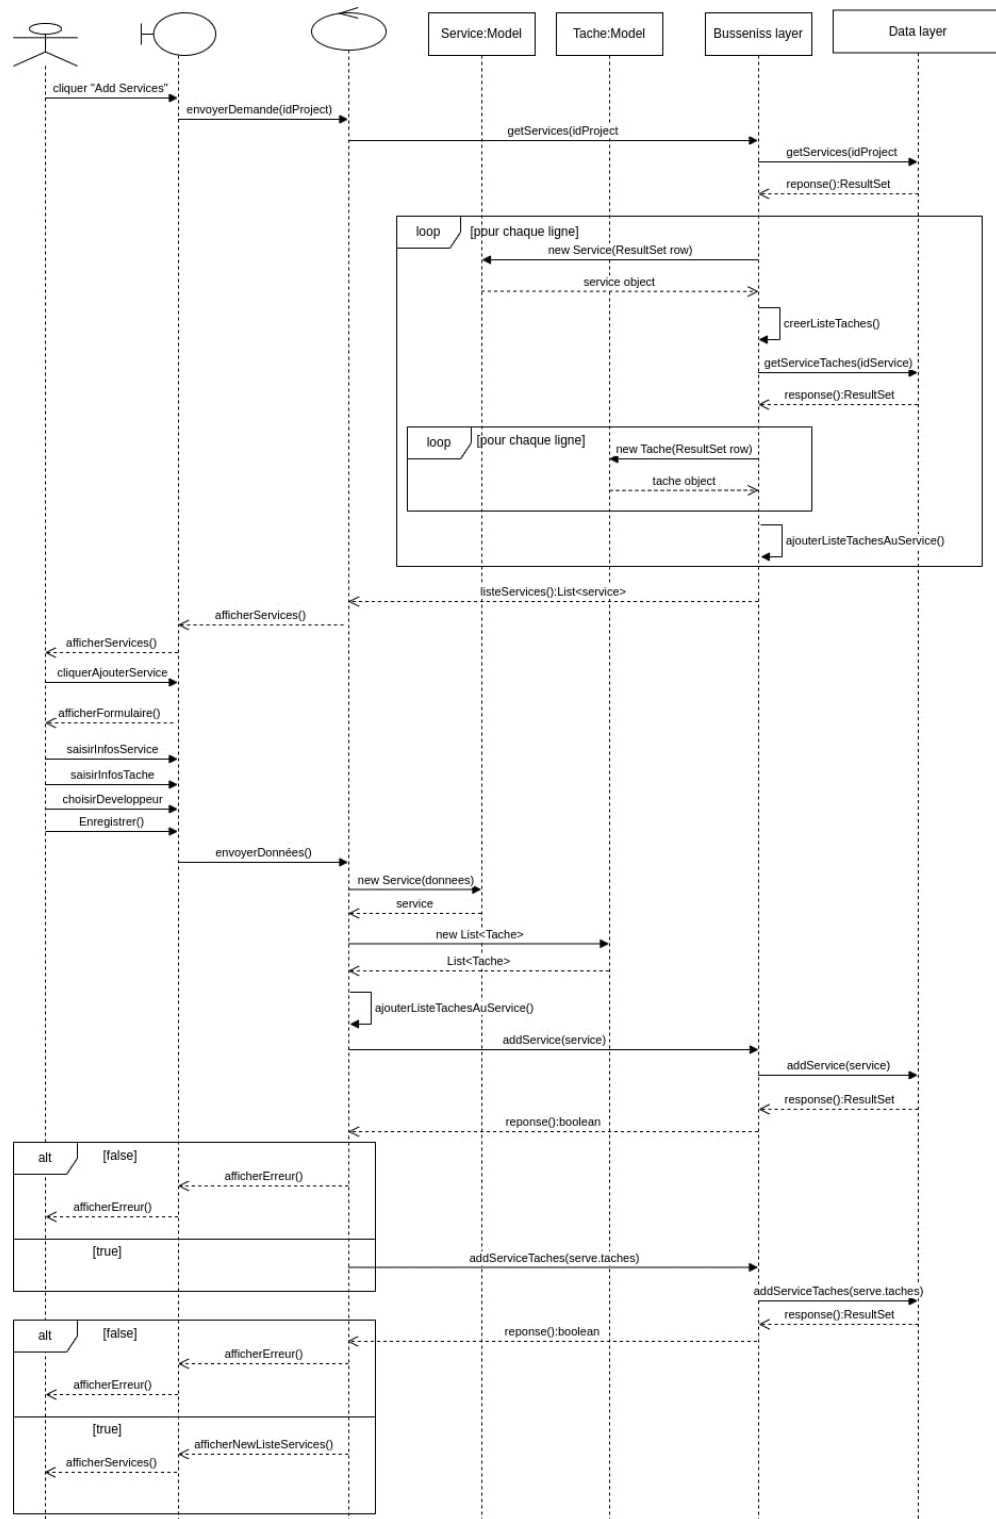 Service:Model
Tache:Model
Busseniss layer
Data layer
cliquer "Add Services"
envoyerDemande(idProject)
getServices(idProject
getServices(idProject
reponse():ResultSet
loop
[pour chaque ligne]
new Service(ResultSet row)
service object
creerListeTaches()
getServiceTaches(idService)
response():ResultSet
loop
[pour chaque ligne]
new Tache(ResultSet row)
tache object
ajouterListeTachesAuService()
listeServices():List<service>
afficherServices()
afficherServices()
cliquerAjouterService
afficherFormulaire()
saisirInfosService
saisirInfosTache
choisirDeveloppeur
Enregistrer()
envoyerDonnées()
new Service(donnees)
service
new List<Tache>
List<Tache>
ajouterListeTachesAuService()
addService(service)
addService(service)
response():ResultSet
reponse():boolean
alt
[false]
afficherErreur()
afficherErreur()
[true]
addServiceTaches(serve.taches)
addServiceTaches(serve.taches)
response():ResultSet
alt
[false]
reponse():boolean
afficherErreur()
afficherErreur()
[true]
afficherNewListeServices()
afficherServices()